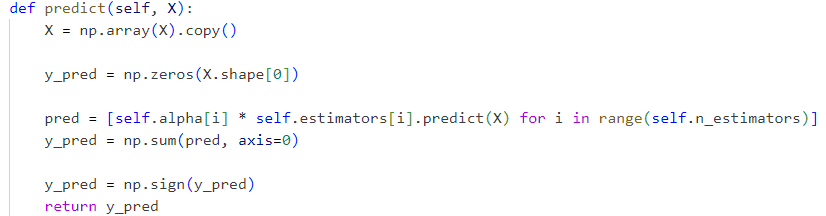 def predict(self, X):
    X = np.array(X).copy()
    y_pred = np.zeros(X.shape[0])
    pred = [self.alpha[i] * self.estimators[i].predict(X) for i in range(self.n_estimators)]
    y_pred = np.sum(pred, axis=0)
    y_pred = np.sign(y_pred)
    return y_pred